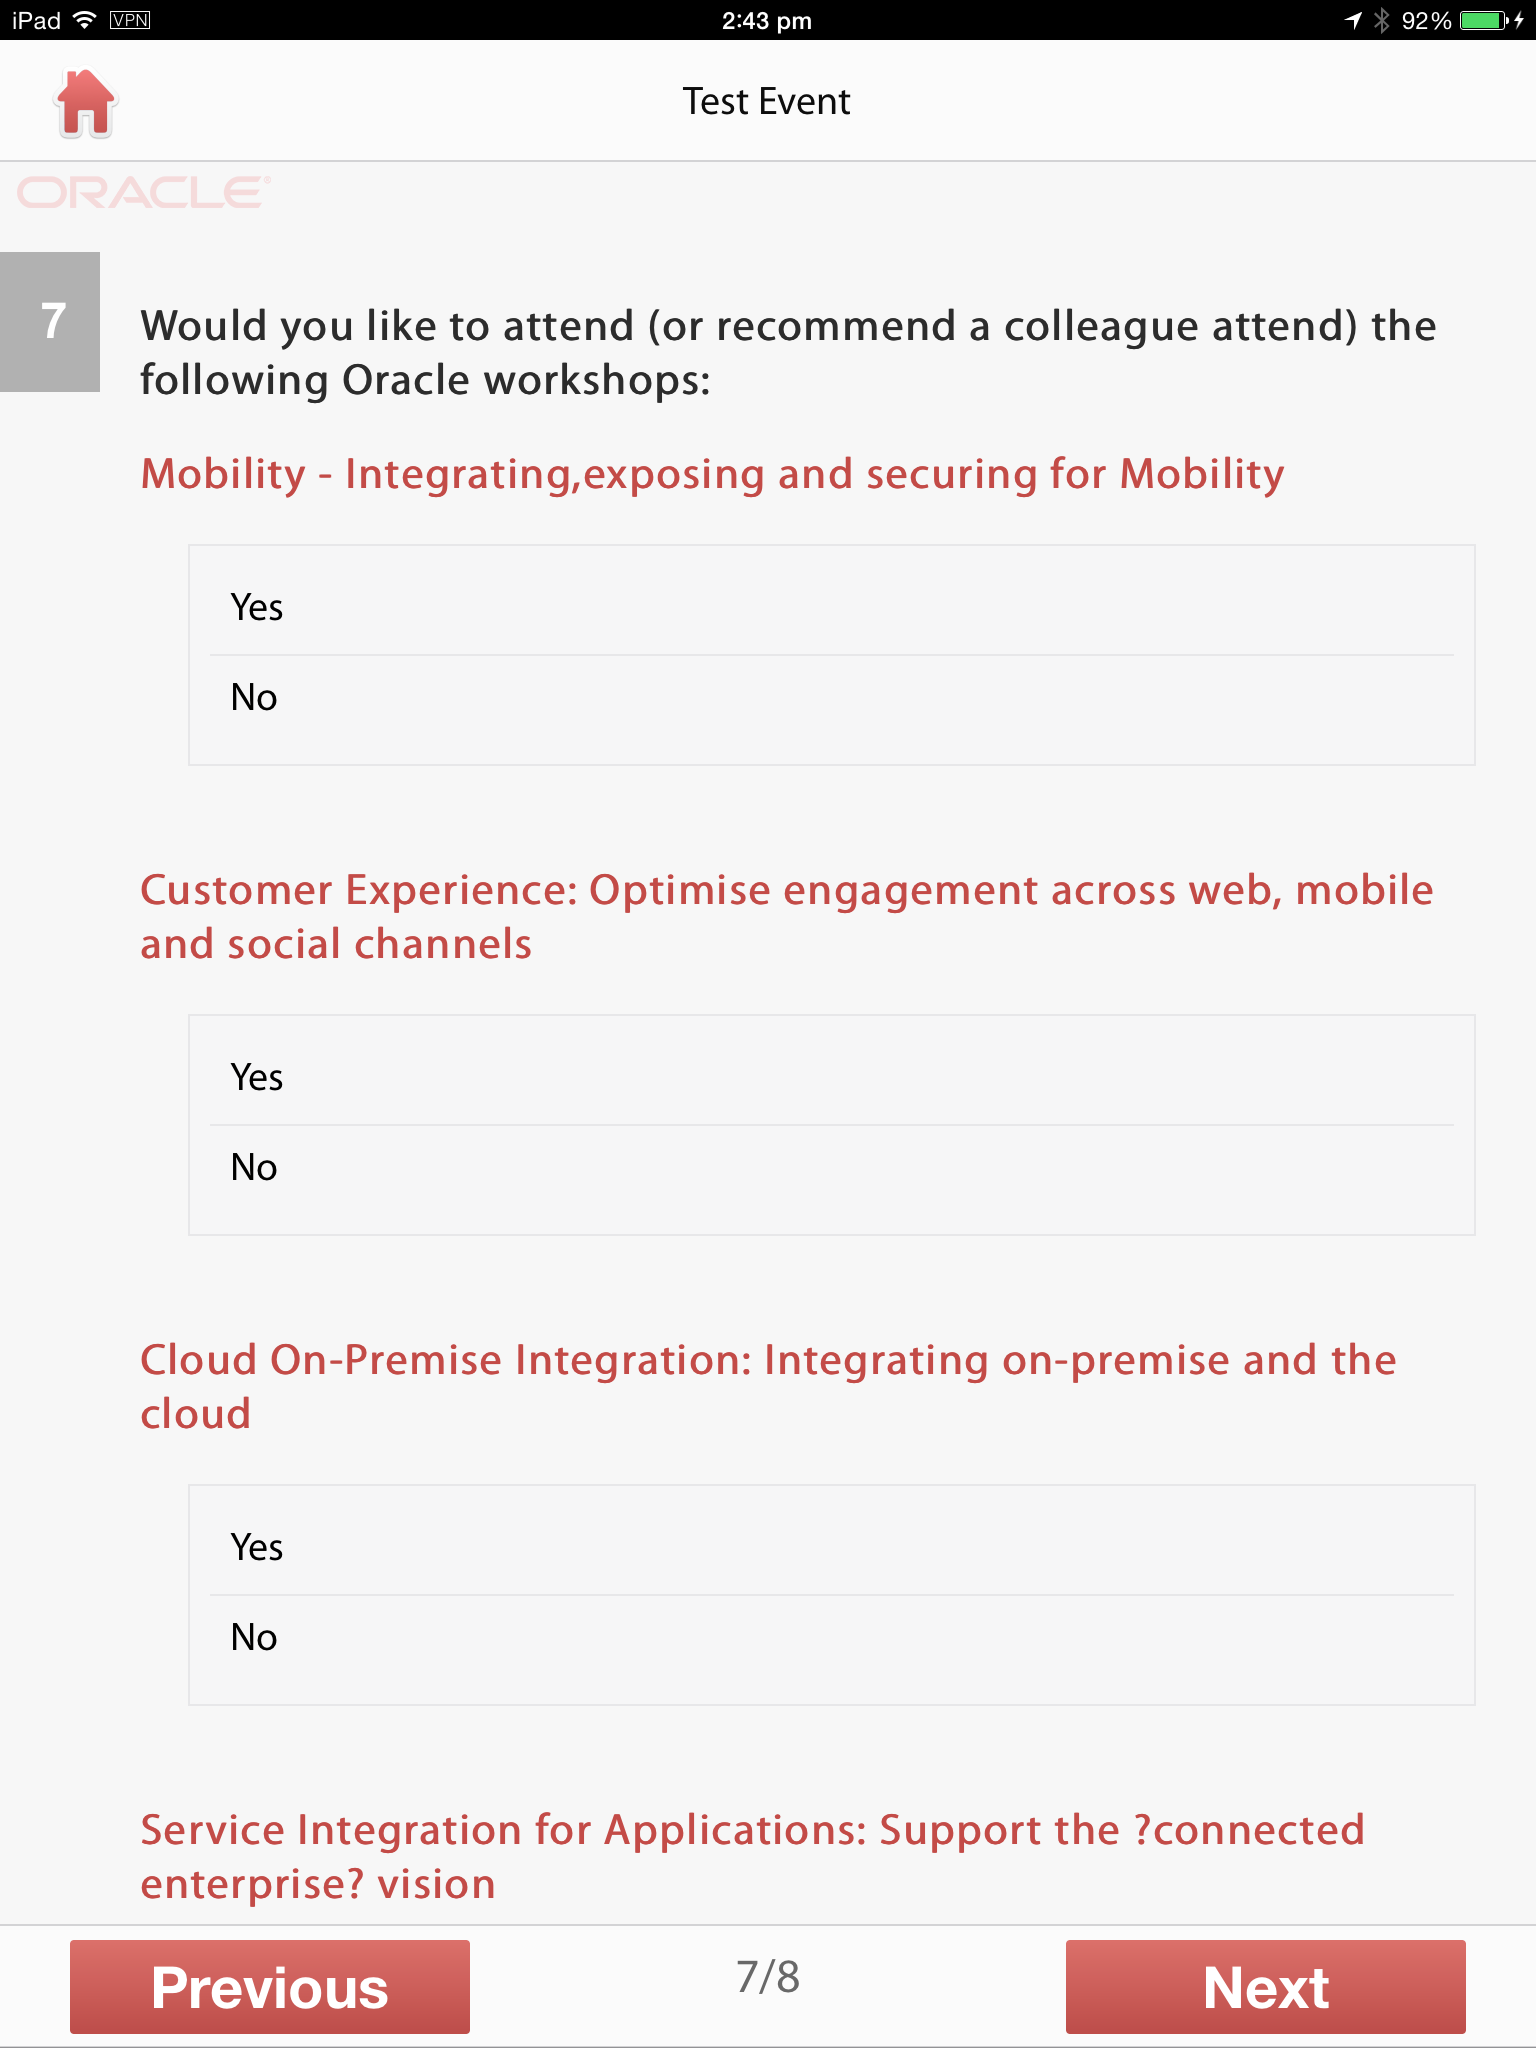 iPad VPN 2:43 pm 92%
Test Event
ORACLE®
7
Would you like to attend (or recommend a colleague attend) the
following Oracle workshops:
Mobility - Integrating,exposing and securing for Mobility
Yes
No
Customer Experience: Optimise engagement across web, mobile
and social channels
Yes
No
Cloud On-Premise Integration: Integrating on-premise and the
cloud
Yes
No
Service Integration for Applications: Support the ?connected
enterprise? vision
Previous 7/8 Next